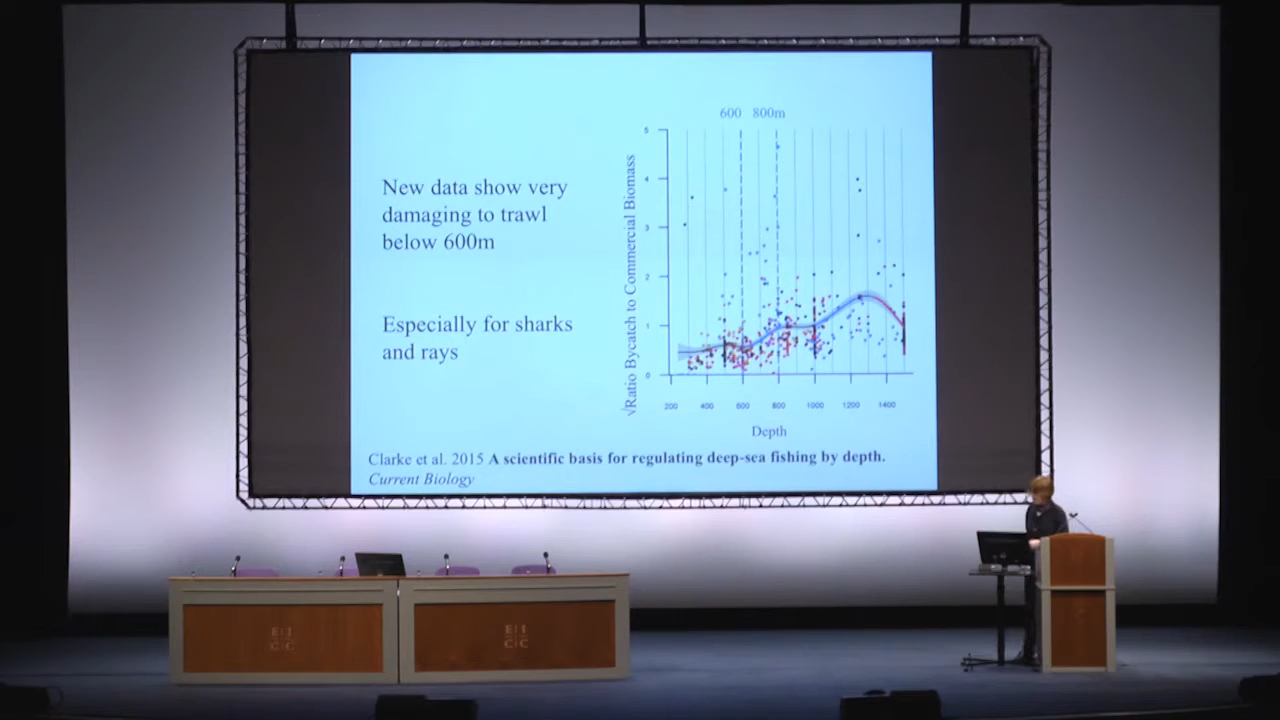 600 800m
5
4
3
2
1
0
√Ratio Bycatch to Commercial Biomass
200 400 600 800 1000 1200 1400
Depth
New data show very
damaging to trawl
below 600m
Especially for sharks
and rays
Clarke et al. 2015 A scientific basis for regulating deep-sea fishing by depth.
Current Biology
E I
C C
E I
C C